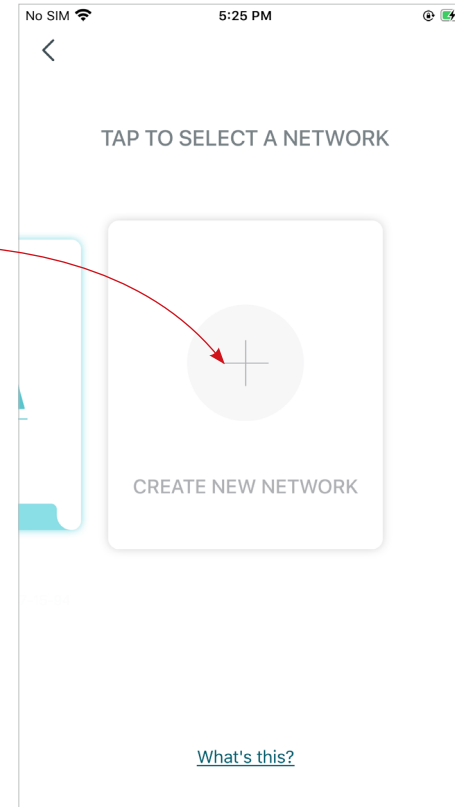 No SIM 5:25 PM
TAP TO SELECT A NETWORK
CREATE NEW NETWORK
What's this?